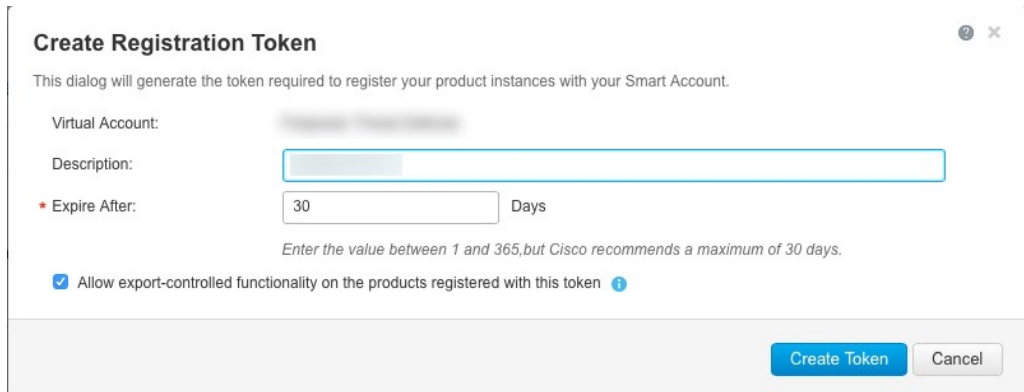 Create Registration Token
This dialog will generate the token required to register your product instances with your Smart Account.
Virtual Account:
Description:
* Expire After: 30 Days
Enter the value between 1 and 365,but Cisco recommends a maximum of 30 days.
Allow export-controlled functionality on the products registered with this token
Create Token Cancel